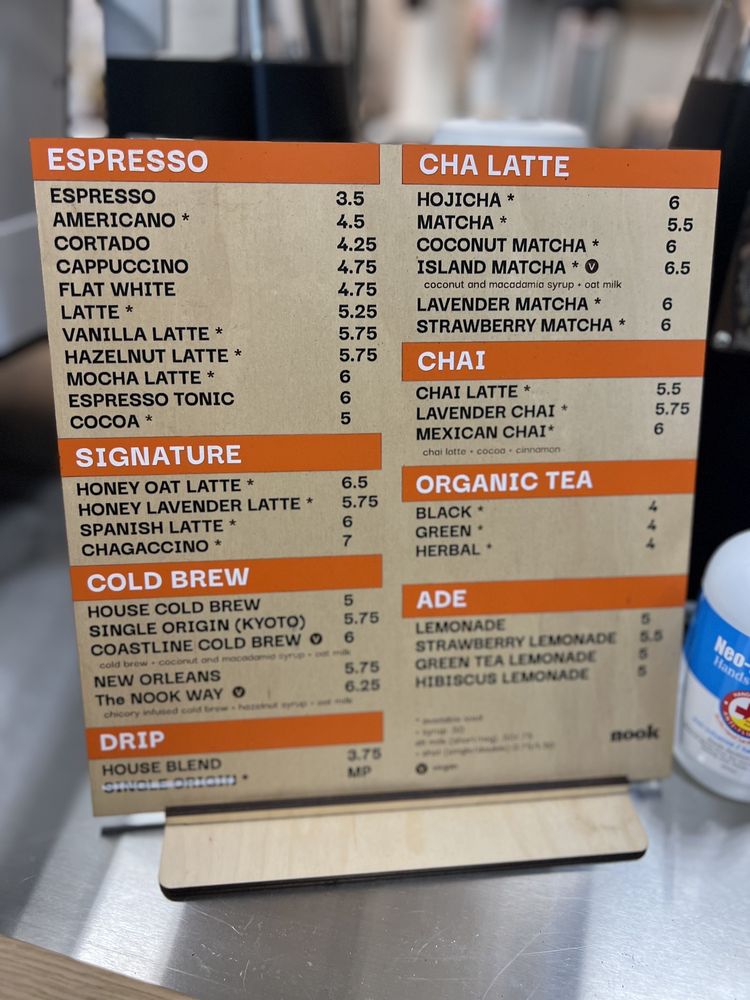 ESPRESSO
ESPRESSO 3.5
AMERICANO * 4.5
CORTADO 4.25
CAPPUCCINO 4.75
FLAT WHITE 4.75
LATTE * 5.25
VANILLA LATTE * 5.75
HAZELNUT LATTE * 5.75
MOCHA LATTE * 6
ESPRESSO TONIC 6
COCOA * 5
SIGNATURE
HONEY OAT LATTE * 6.5
HONEY LAVENDER LATTE * 5.75
SPANISH LATTE * 6
CHAGACCINO * 7
COLD BREW
HOUSE COLD BREW 5
SINGLE ORIGIN (KYOTO) 5.75
COASTLINE COLD BREW V 6
cold brew + coconut and macadamia syrup + oat milk
NEW ORLEANS 5.75
The NOOK WAY V 6.25
chicory infused cold brew + hazelnut syrup + oat milk
DRIP
HOUSE BLEND 3.75
SINGLE ORIGIN * MP
CHA LATTE
HOJICHA * 6
MATCHA * 5.5
COCONUT MATCHA * 6
ISLAND MATCHA * V 6.5
coconut and macadamia syrup + oat milk
LAVENDER MATCHA * 6
STRAWBERRY MATCHA * 6
CHAI
CHAI LATTE * 5.5
LAVENDER CHAI * 5.75
MEXICAN CHAI* 6
chai latte + cocoa + cinnamon
ORGANIC TEA
BLACK * 4
GREEN * 4
HERBAL * 4
ADE
LEMONADE 5
STRAWBERRY LEMONADE 5.5
GREEN TEA LEMONADE 5
HIBISCUS LEMONADE 5
* available
+ syrup .50
V vegan
nook
Neo-
Hands